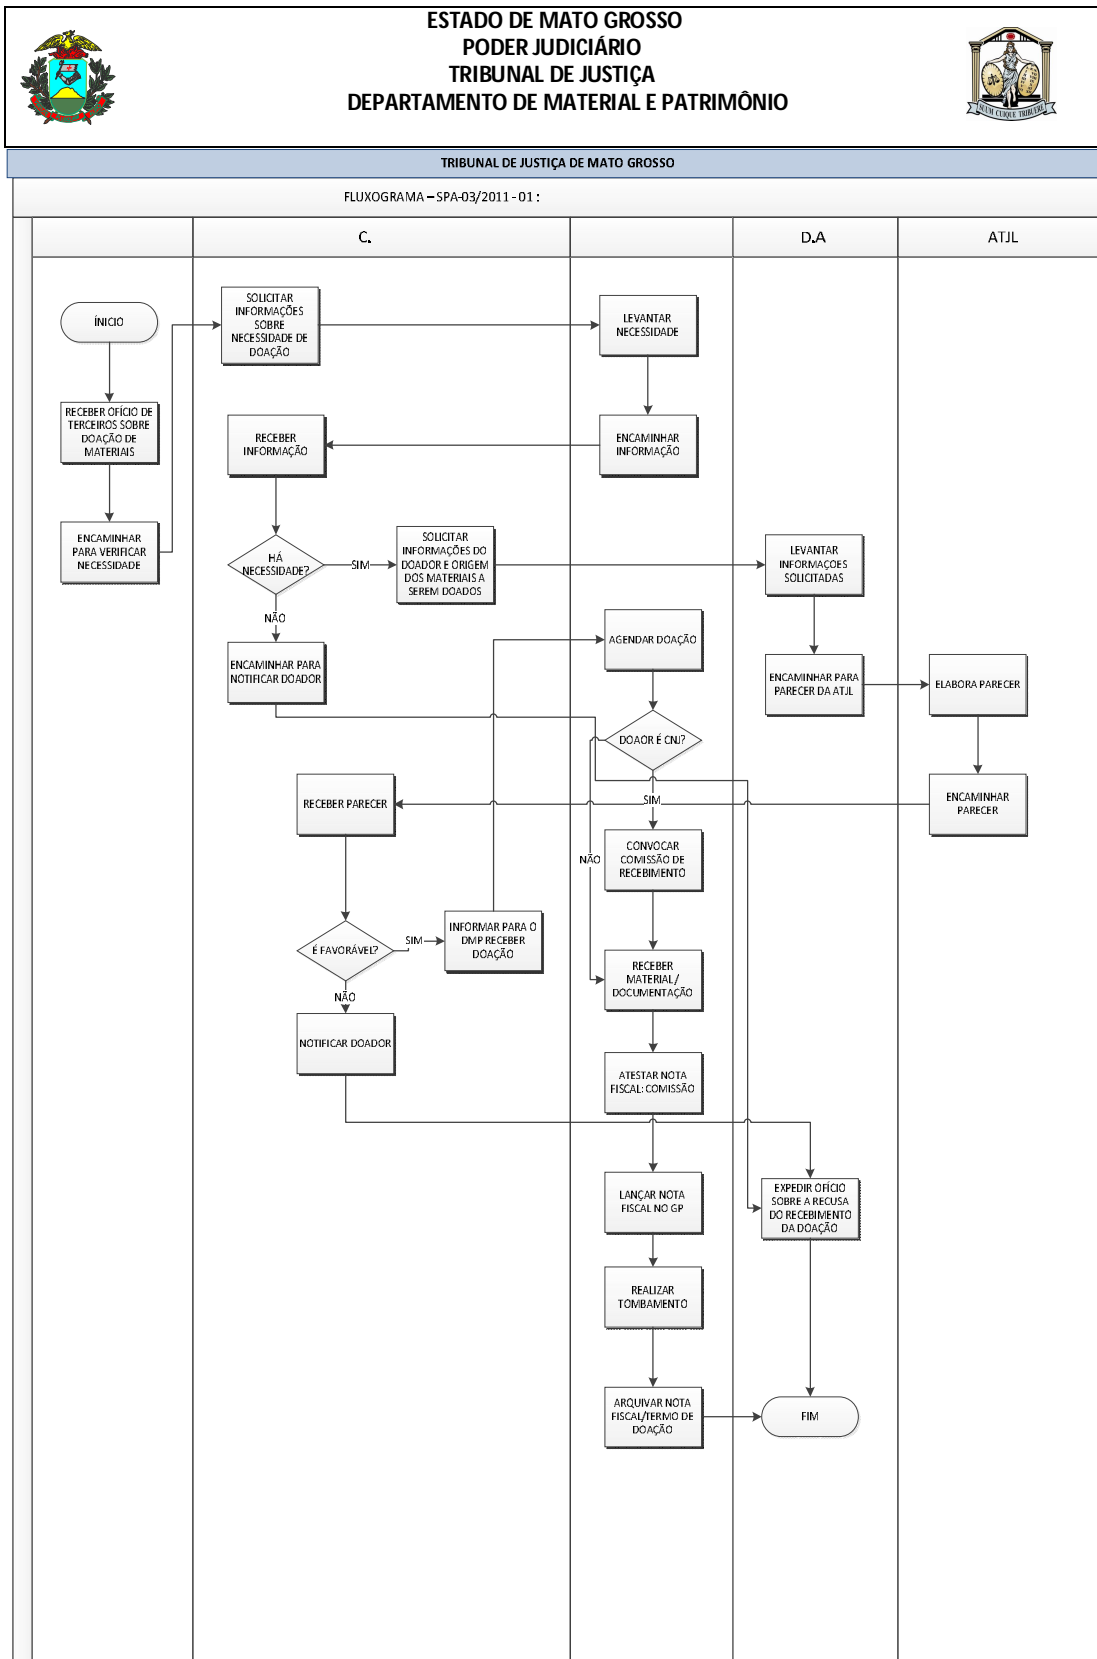 ESTADO DE MATO GROSSO
PODER JUDICIÁRIO
TRIBUNAL DE JUSTIÇA
DEPARTAMENTO DE MATERIAL E PATRIMÔNIO
SUUM CUIQUE TRIBUERE
TRIBUNAL DE JUSTIÇA DE MATO GROSSO
FLUXOGRAMA – SPA-03/2011 - 01 :
C.
D.A
ATJL
ÍNICIO
RECEBER OFÍCIO DE
TERCEIROS SOBRE
DOAÇÃO DE
MATERIAIS
ENCAMINHAR
PARA VERIFICAR
NECESSIDADE
SOLICITAR
INFORMAÇÕES
SOBRE
NECESSIDADE DE
DOAÇÃO
LEVANTAR
NECESSIDADE
ENCAMINHAR
INFORMAÇÃO
RECEBER
INFORMAÇÃO
HÁ
NECESSIDADE?
SIM
SOLICITAR
INFORMAÇÕES DO
DOADOR E ORIGEM
DOS MATERIAIS A
SEREM DOADOS
LEVANTAR
INFORMAÇOES
SOLICITADAS
NÃO
ENCAMINHAR PARA
NOTIFICAR DOADOR
ENCAMINHAR PARA
PARECER DA ATJL
ELABORA PARECER
ENCAMINHAR
PARECER
RECEBER PARECER
É FAVORÁVEL?
SIM
INFORMAR PARA O
DMP RECEBER
DOAÇÃO
NÃO
NOTIFICAR DOADOR
AGENDAR DOAÇÃO
DOAOR É CNJ?
SIM
NÃO
CONVOCAR
COMISSÃO DE
RECEBIMENTO
RECEBER
MATERIAL/
DOCUMENTAÇÃO
ATESTAR NOTA
FISCAL: COMISSÃO
LANÇAR NOTA
FISCAL NO GP
REALIZAR
TOMBAMENTO
ARQUIVAR NOTA
FISCAL/TERMO DE
DOAÇÃO
EXPEDIR OFÍCIO
SOBRE A RECUSA
DO RECEBIMENTO
DA DOAÇÃO
FIM